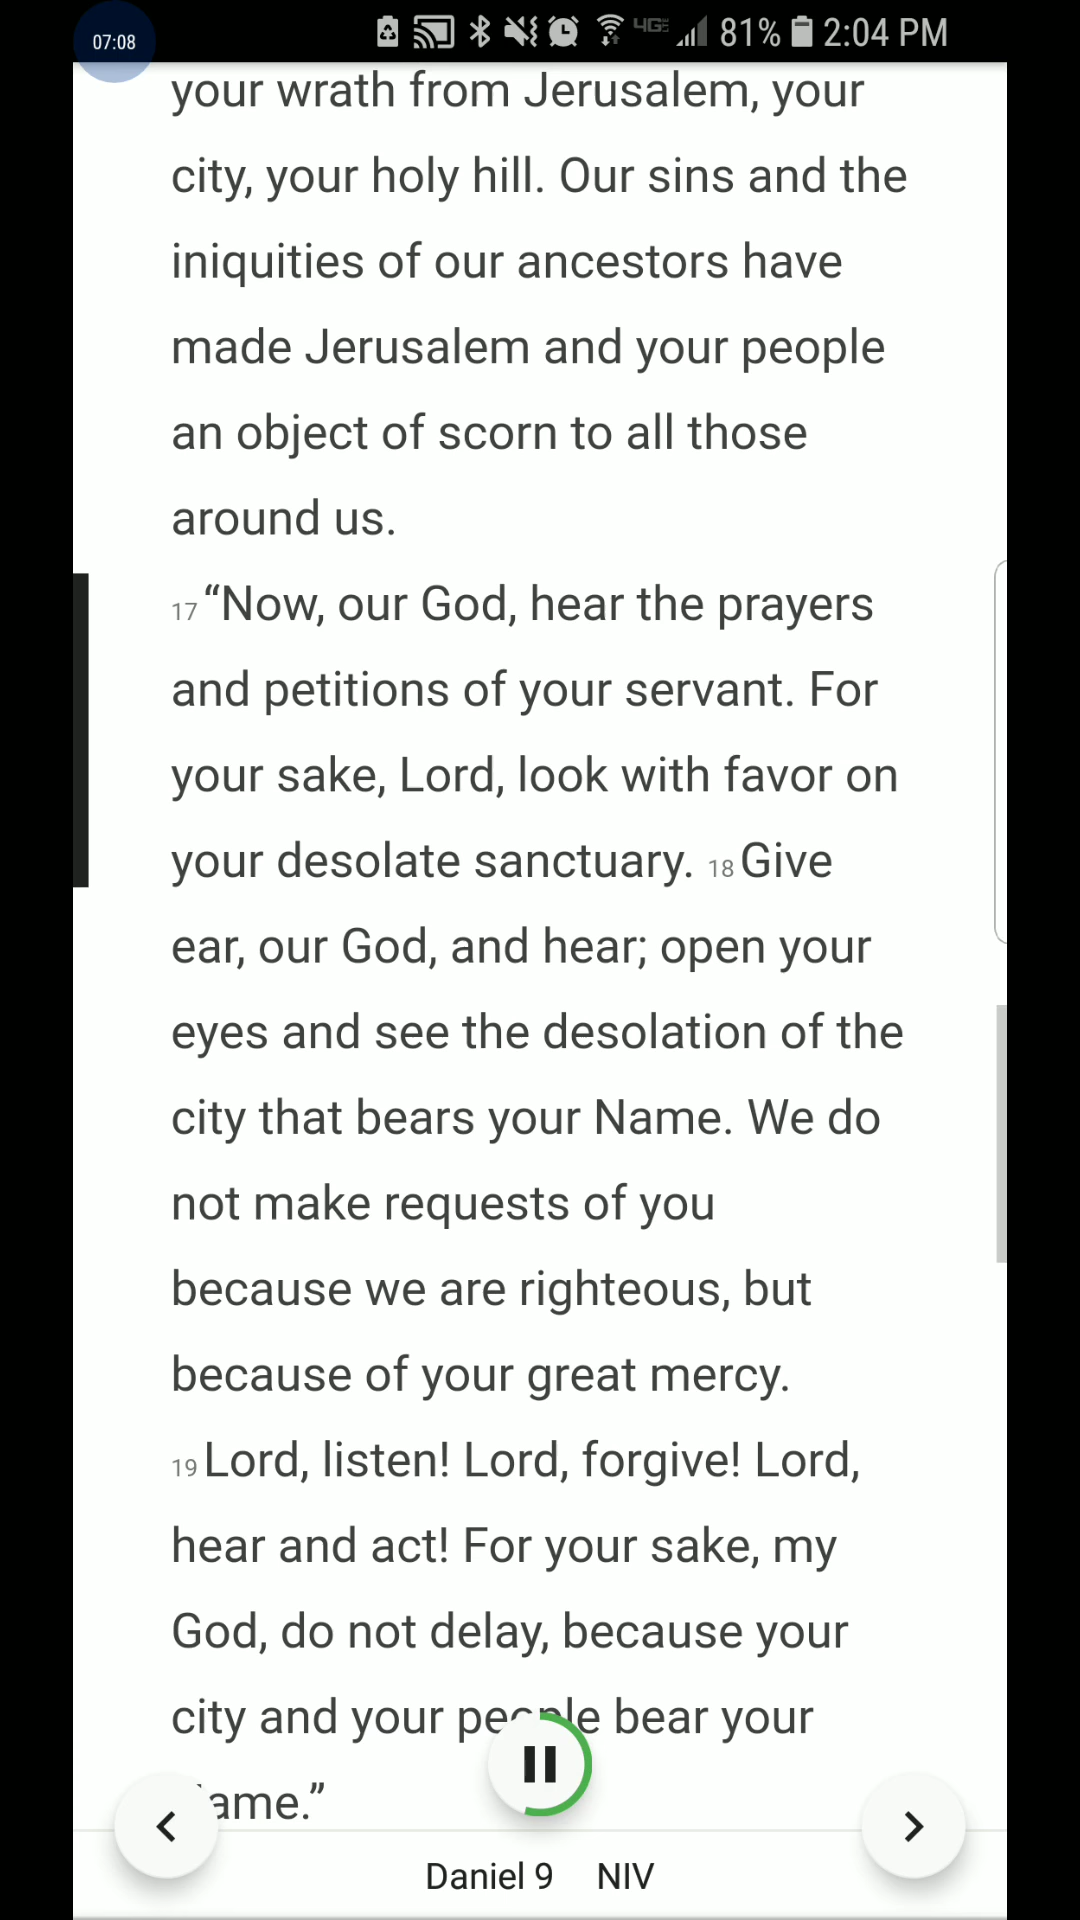 07:08 4GE 81% 2:04 PM
your wrath from Jerusalem, your
city, your holy hill. Our sins and the
iniquities of our ancestors have
made Jerusalem and your people
an object of scorn to all those
around us.
17 “Now, our God, hear the prayers
and petitions of your servant. For
your sake, Lord, look with favor on
your desolate sanctuary. 18 Give
ear, our God, and hear; open your
eyes and see the desolation of the
city that bears your Name. We do
not make requests of you
because we are righteous, but
because of your great mercy.
19 Lord, listen! Lord, forgive! Lord,
hear and act! For your sake, my
God, do not delay, because your
city and your people bear your
Name.”
Daniel 9 NIV